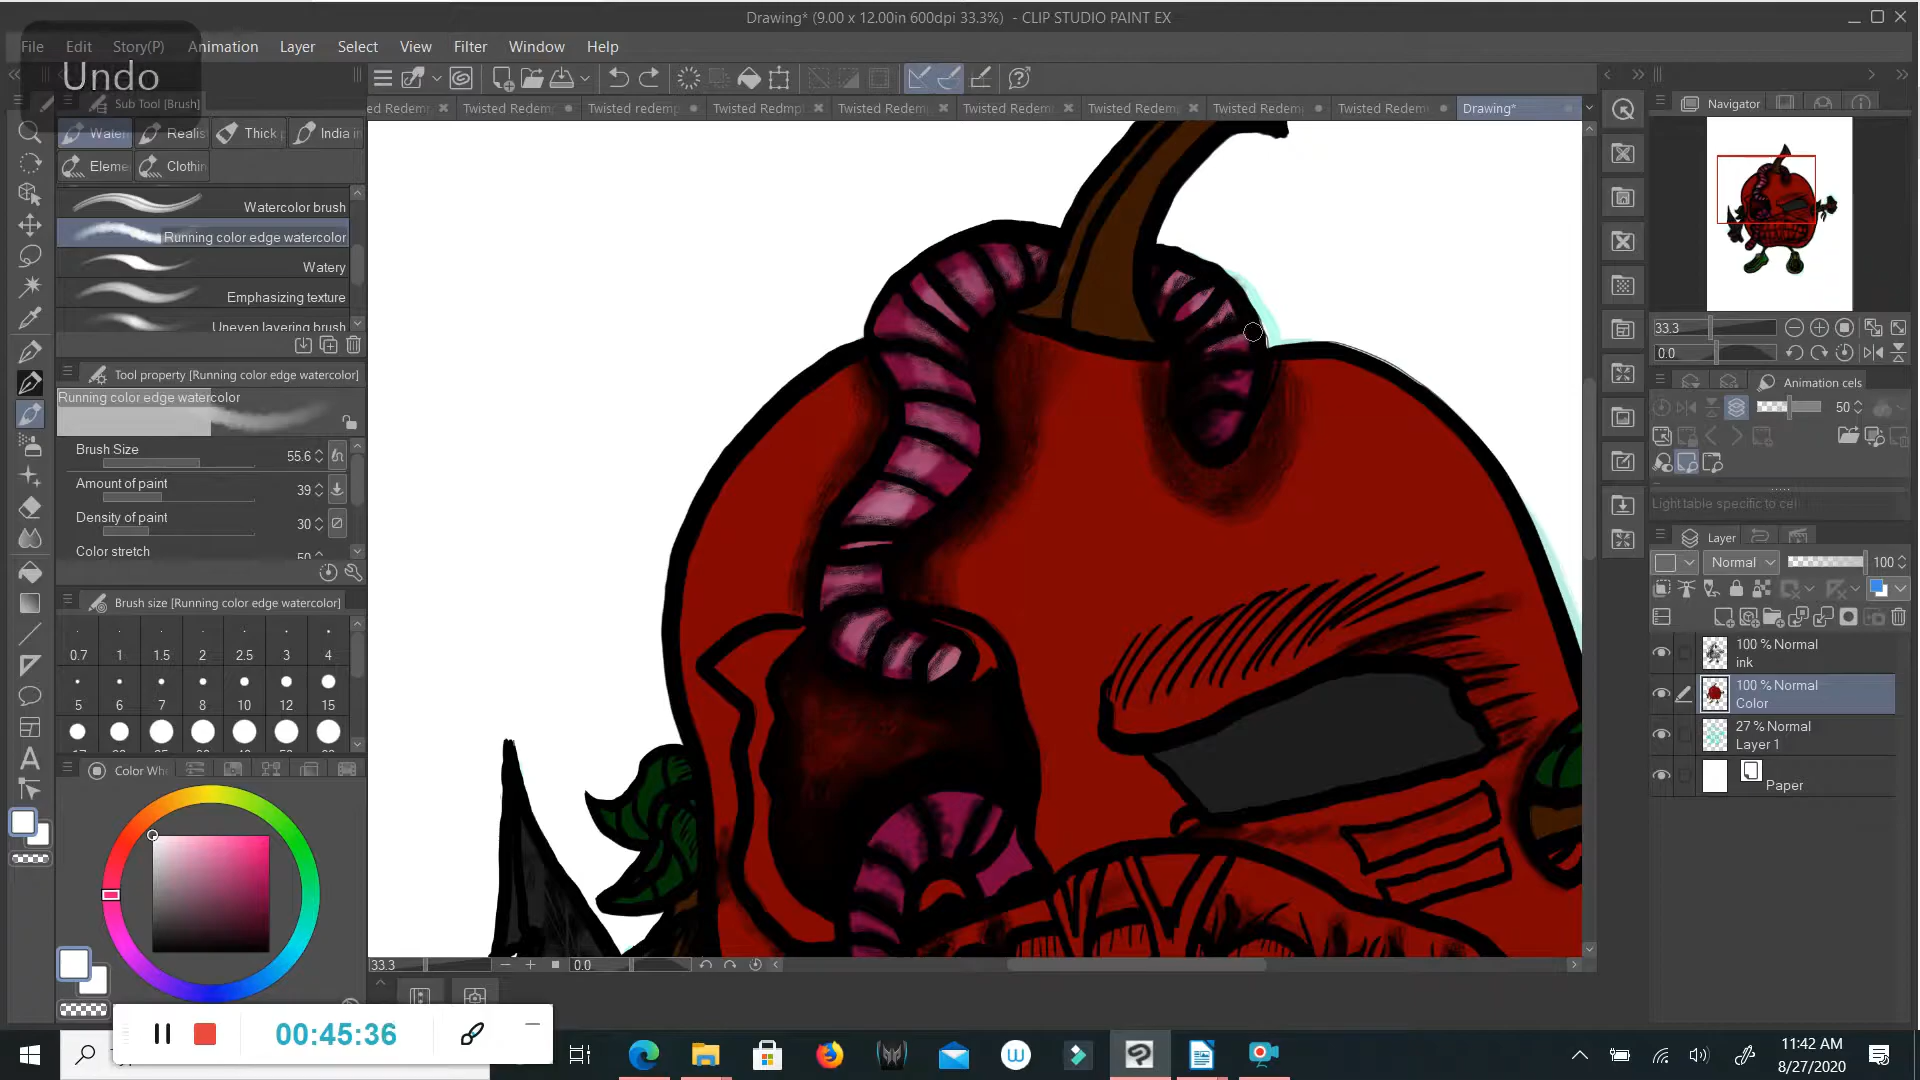 Drawing* (9.00 x 12.00in 600dpi 33.3%) - CLIP STUDIO PAINT EX
File Edit Story(P) Animation Layer Select View Filter Window Help
Undo
Sub Tool [Brush]
ed Redemp Twisted Redemp Twisted redemp Twisted Redmp Twisted Redem Twisted Redem Twisted Redem Twisted Redem Twisted Redem Drawing*
Water Realis Thick India in
Eleme Clothin
Watercolor brush
Running color edge watercolor
Watery
Emphasizing texture
Uneven layering brush
Tool property [Running color edge watercolor]
Running color edge watercolor
Brush Size 55.6
Amount of paint 39
Density of paint 30
Color stretch 50
Brush size [Running color edge watercolor]
0.7 1 1.5 2 2.5 3 4
5 6 7 8 10 12 15
Color Whe
33.3 0.0
00:45:36
Navigator
33.3
0.0
Animation cels
50
Light table specific to cel
Layer
Normal 100
100 % Normal
ink
100 % Normal
Color
27 % Normal
Layer 1
Paper
11:42 AM
8/27/2020